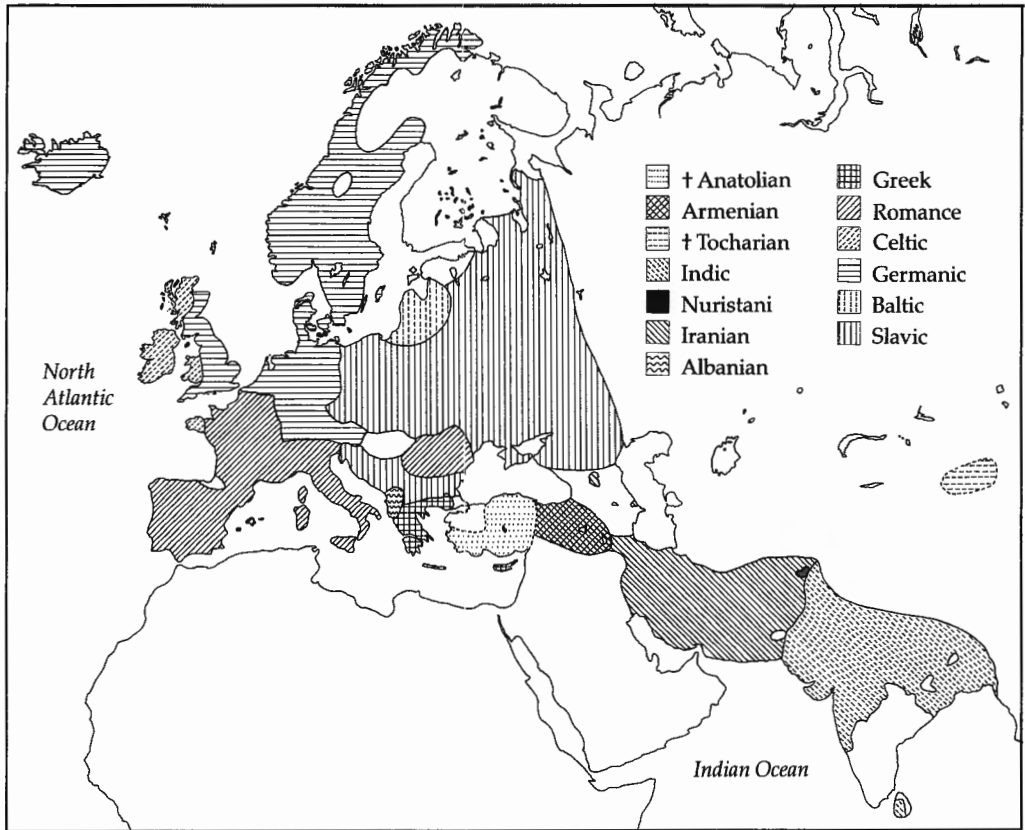 † Anatolian
Armenian
† Tocharian
Indic
Nuristani
Iranian
Albanian
Greek
Romance
Celtic
Germanic
Baltic
Slavic
North
Atlantic
Ocean
Indian Ocean